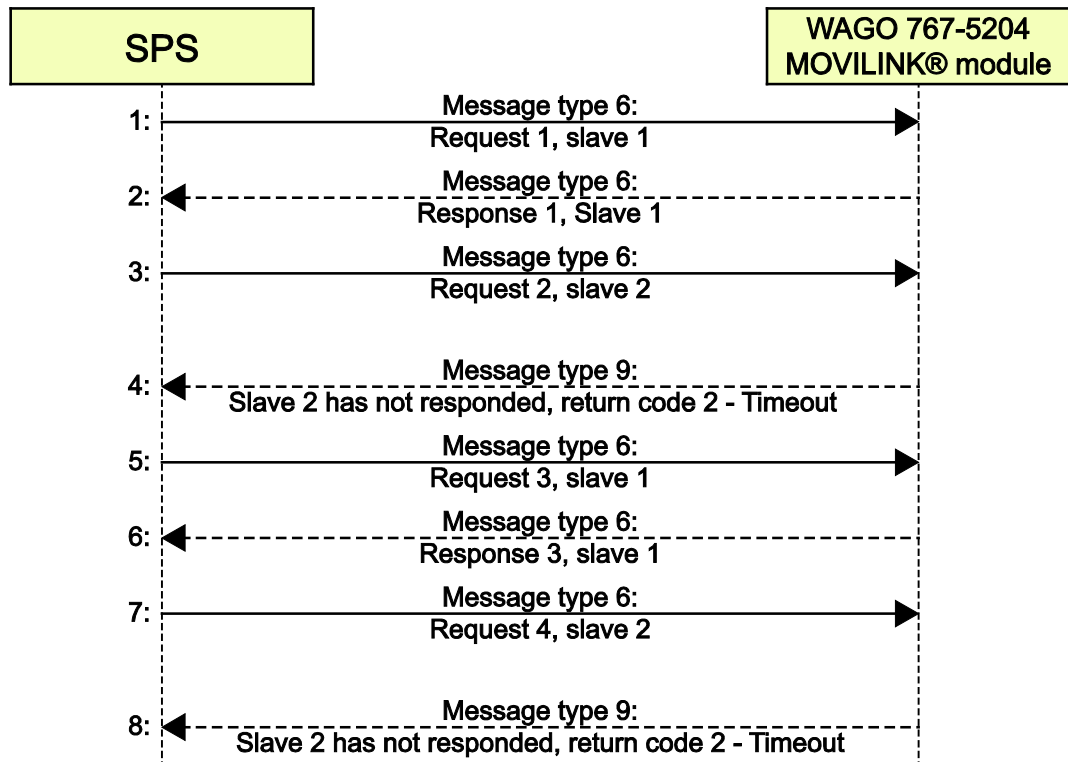 SPS
WAGO 767-5204
MOVILINK® module
1:
Message type 6:
Request 1, slave 1
2:
Message type 6:
Response 1, Slave 1
3:
Message type 6:
Request 2, slave 2
4:
Message type 9:
Slave 2 has not responded, return code 2 - Timeout
5:
Message type 6:
Request 3, slave 1
6:
Message type 6:
Response 3, slave 1
7:
Message type 6:
Request 4, slave 2
8:
Message type 9:
Slave 2 has not responded, return code 2 - Timeout